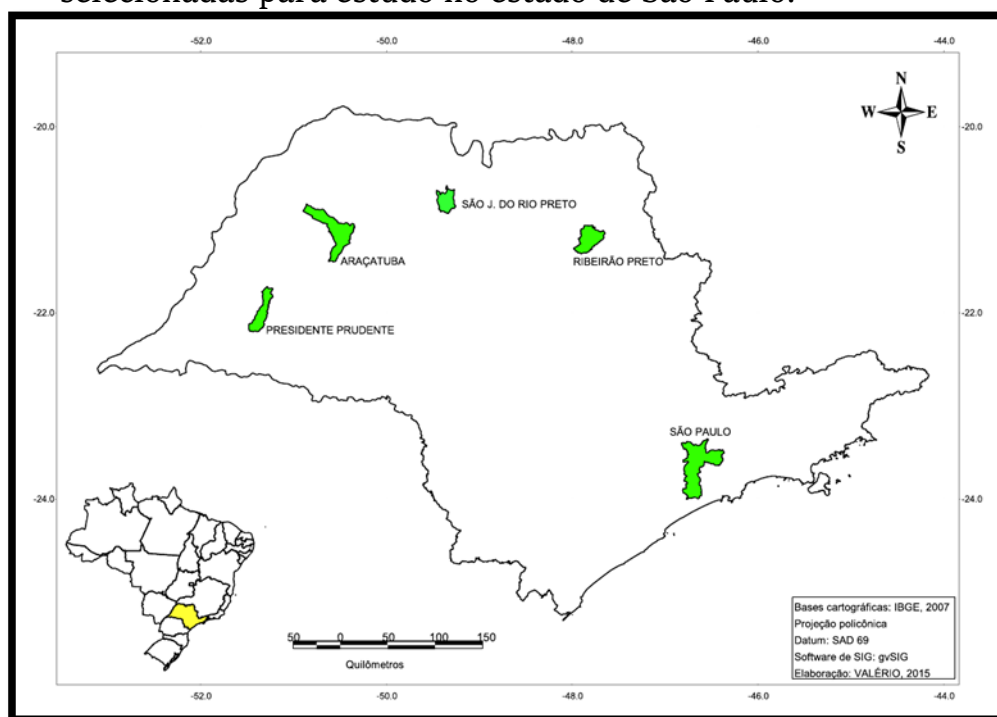 selecionadas para estudo no estado de São Paulo.
-52.0 -50.0 -48.0 -46.0 -44.0
N
W E
S
-20.0 -20.0
SÃO J. DO RIO PRETO
ARAÇATUBA
RIBEIRÃO PRETO
-22.0 -22.0
PRESIDENTE PRUDENTE
SÃO PAULO
-24.0 -24.0
Bases cartográficas: IBGE, 2007
Projeção policônica
Datum: SAD 69
Software de SIG: gvSIG
Elaboração: VALÉRIO, 2015
50 0 50 100 150
Quilômetros
-52.0 -50.0 -48.0 -46.0 -44.0